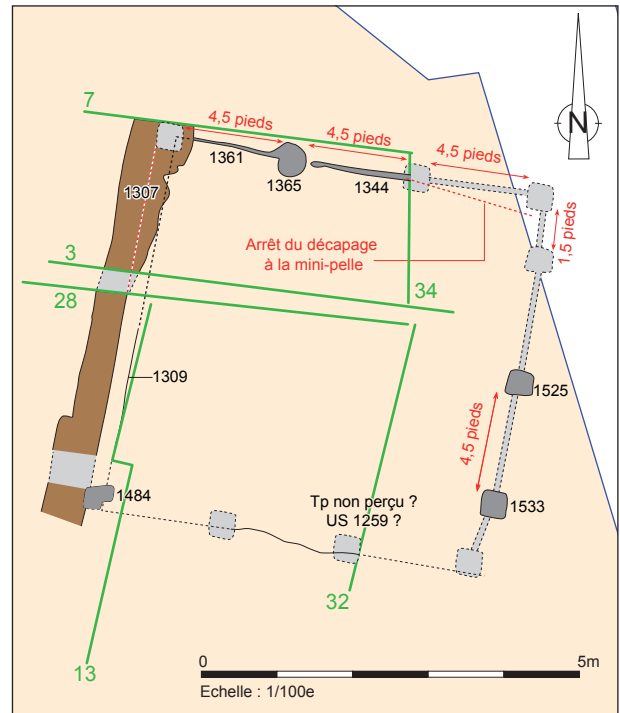 7
4,5 pieds
4,5 pieds
4,5 pieds
N
1361
1365
1344
1307
1,5 pieds
Arrêt du décapage
à la mini-pelle
3
28
34
1309
1525
4,5 pieds
1484
1533
Tp non perçu ?
US 1259 ?
32
13
0
5m
Echelle : 1/100e